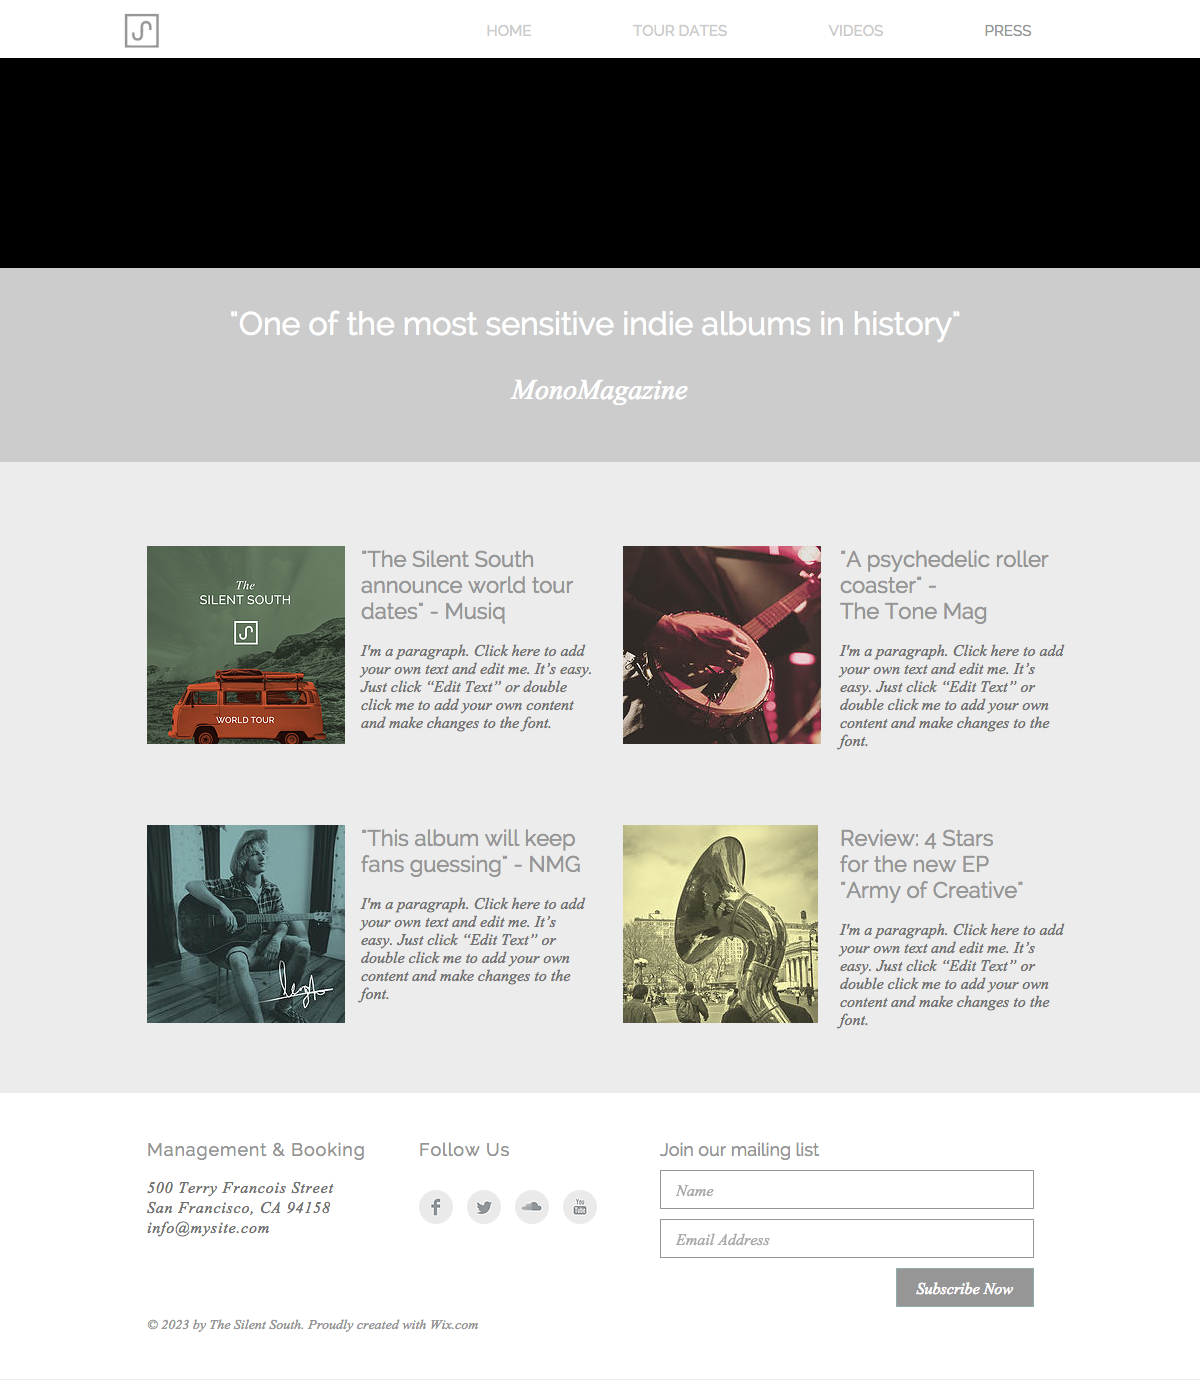 HOME TOUR DATES VIDEOS PRESS
"One of the most sensitive indie albums in history"
MonoMagazine
The
SILENT SOUTH
WORLD TOUR
"The Silent South
announce world tour
dates" - Musiq
I'm a paragraph. Click here to add
your own text and edit me. It’s easy.
Just click “Edit Text” or double
click me to add your own content
and make changes to the font.
"A psychedelic roller
coaster" -
The Tone Mag
I'm a paragraph. Click here to add
your own text and edit me. It’s
easy. Just click “Edit Text” or
double click me to add your own
content and make changes to the
font.
"This album will keep
fans guessing" - NMG
I'm a paragraph. Click here to add
your own text and edit me. It’s
easy. Just click “Edit Text” or
double click me to add your own
content and make changes to the
font.
Review: 4 Stars
for the new EP
"Army of Creative"
I'm a paragraph. Click here to add
your own text and edit me. It’s
easy. Just click “Edit Text” or
double click me to add your own
content and make changes to the
font.
Management & Booking
500 Terry Francois Street
San Francisco, CA 94158
info@mysite.com
Follow Us
You
Tube
Join our mailing list
Name
Email Address
Subscribe Now
© 2023 by The Silent South. Proudly created with Wix.com